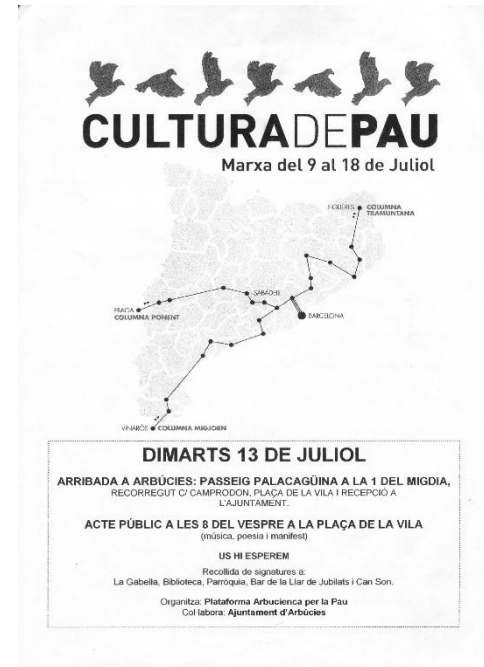 CULTURADEPAU
Marxa del 9 al 18 de Juliol
FIGUERES COLUMNA
TRAMUNTANA
SABADELL
FRAGA
COLUMNA PONENT
BARCELONA
VINARÒS COLUMNA MIGJORN
DIMARTS 13 DE JULIOL
ARRIBADA A ARBÚCIES: PASSEIG PALACAGÜINA A LA 1 DEL MIGDIA,
RECORREGUT C/ CAMPRODON, PLAÇA DE LA VILA I RECEPCIÓ A
L'AJUNTAMENT.
ACTE PÚBLIC A LES 8 DEL VESPRE A LA PLAÇA DE LA VILA
(música, poesia i manifest)
US HI ESPEREM
Recollida de signatures a:
La Gabella, Biblioteca, Parròquia, Bar de la Llar de Jubilats i Can Son.
Organitza: Plataforma Arbucienca per la Pau
Col·labora: Ajuntament d'Arbúcies